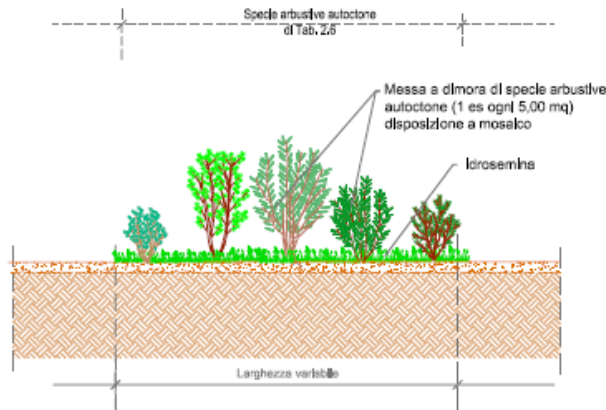 Specie arbustive autoctone
di Tab. 2.6
Messa a dimora di specie arbustive
autoctone (1 es ogni 5,00 mq)
disposizione a mosaico
Idrosemina
Larghezza variabile